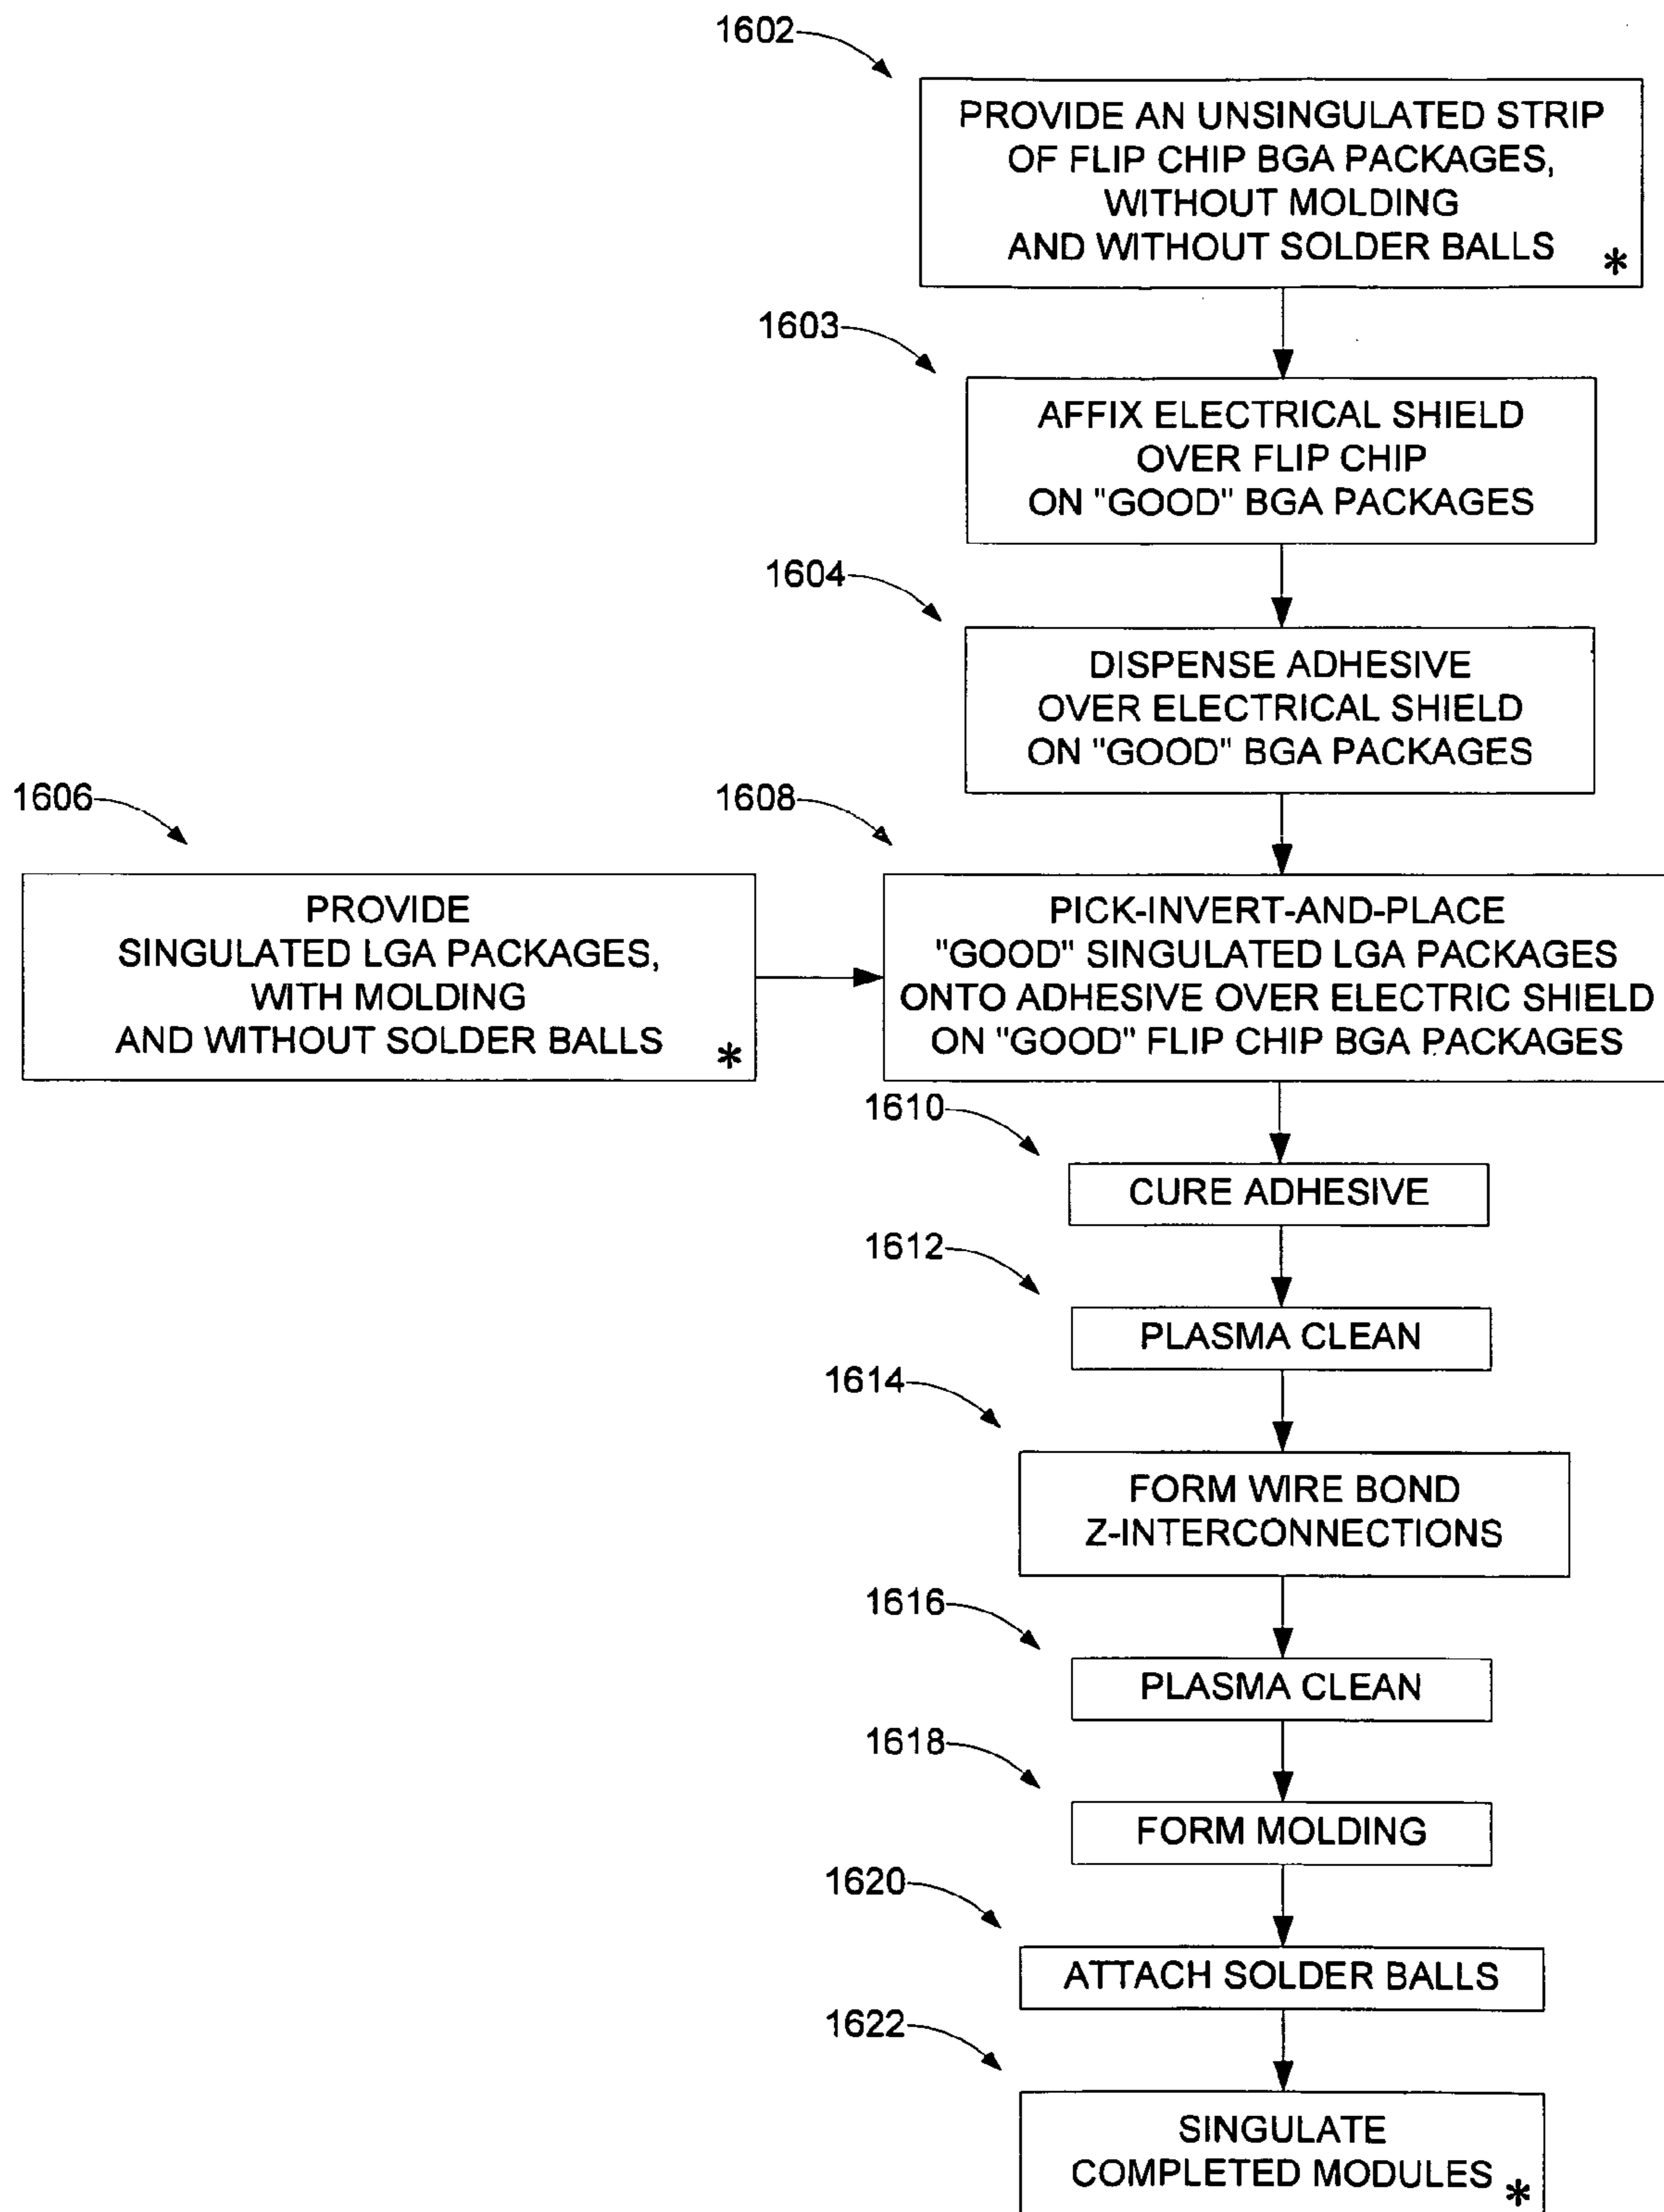 1602
PROVIDE AN UNSINGULATED STRIP
OF FLIP CHIP BGA PACKAGES,
WITHOUT MOLDING
AND WITHOUT SOLDER BALLS
*
1603
AFFIX ELECTRICAL SHIELD
OVER FLIP CHIP
ON "GOOD" BGA PACKAGES
1604
DISPENSE ADHESIVE
OVER ELECTRICAL SHIELD
ON "GOOD" BGA PACKAGES
1606
PROVIDE
SINGULATED LGA PACKAGES,
WITH MOLDING
AND WITHOUT SOLDER BALLS
*
1608
PICK-INVERT-AND-PLACE
"GOOD" SINGULATED LGA PACKAGES
ONTO ADHESIVE OVER ELECTRIC SHIELD
ON "GOOD" FLIP CHIP BGA PACKAGES
1610
CURE ADHESIVE
1612
PLASMA CLEAN
1614
FORM WIRE BOND
Z-INTERCONNECTIONS
1616
PLASMA CLEAN
1618
FORM MOLDING
1620
ATTACH SOLDER BALLS
1622
SINGULATE
COMPLETED MODULES
*